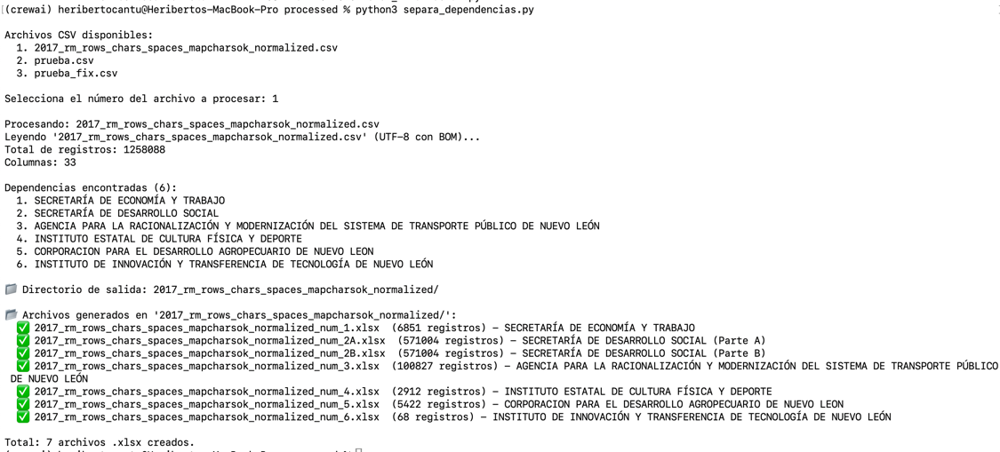 (crewai) heribertocantu@Heribertos-MacBook-Pro processed % python3 separa_dependencias.py
Archivos CSV disponibles:
1. 2017_rm_rows_chars_spaces_mapcharsok_normalized.csv
2. prueba.csv
3. prueba_fix.csv
Selecciona el número del archivo a procesar: 1
Procesando: 2017_rm_rows_chars_spaces_mapcharsok_normalized.csv
Leyendo '2017_rm_rows_chars_spaces_mapcharsok_normalized.csv' (UTF-8 con BOM)...
Total de registros: 1258088
Columnas: 33
Dependencias encontradas (6):
1. SECRETARÍA DE ECONOMÍA Y TRABAJO
2. SECRETARÍA DE DESARROLLO SOCIAL
3. AGENCIA PARA LA RACIONALIZACIÓN Y MODERNIZACIÓN DEL SISTEMA DE TRANSPORTE PÚBLICO DE NUEVO LEÓN
4. INSTITUTO ESTATAL DE CULTURA FÍSICA Y DEPORTE
5. CORPORACION PARA EL DESARROLLO AGROPECUARIO DE NUEVO LEON
6. INSTITUTO DE INNOVACIÓN Y TRANSFERENCIA DE TECNOLOGÍA DE NUEVO LEÓN
📁 Directorio de salida: 2017_rm_rows_chars_spaces_mapcharsok_normalized/
📂 Archivos generados en '2017_rm_rows_chars_spaces_mapcharsok_normalized/':
✅ 2017_rm_rows_chars_spaces_mapcharsok_normalized_num_1.xlsx (6851 registros) – SECRETARÍA DE ECONOMÍA Y TRABAJO
✅ 2017_rm_rows_chars_spaces_mapcharsok_normalized_num_2A.xlsx (571004 registros) – SECRETARÍA DE DESARROLLO SOCIAL (Parte A)
✅ 2017_rm_rows_chars_spaces_mapcharsok_normalized_num_2B.xlsx (571004 registros) – SECRETARÍA DE DESARROLLO SOCIAL (Parte B)
✅ 2017_rm_rows_chars_spaces_mapcharsok_normalized_num_3.xlsx (100827 registros) – AGENCIA PARA LA RACIONALIZACIÓN Y MODERNIZACIÓN DEL SISTEMA DE TRANSPORTE PÚBLICO
DE NUEVO LEÓN
✅ 2017_rm_rows_chars_spaces_mapcharsok_normalized_num_4.xlsx (2912 registros) – INSTITUTO ESTATAL DE CULTURA FÍSICA Y DEPORTE
✅ 2017_rm_rows_chars_spaces_mapcharsok_normalized_num_5.xlsx (5422 registros) – CORPORACION PARA EL DESARROLLO AGROPECUARIO DE NUEVO LEON
✅ 2017_rm_rows_chars_spaces_mapcharsok_normalized_num_6.xlsx (68 registros) – INSTITUTO DE INNOVACIÓN Y TRANSFERENCIA DE TECNOLOGÍA DE NUEVO LEÓN
Total: 7 archivos .xlsx creados.